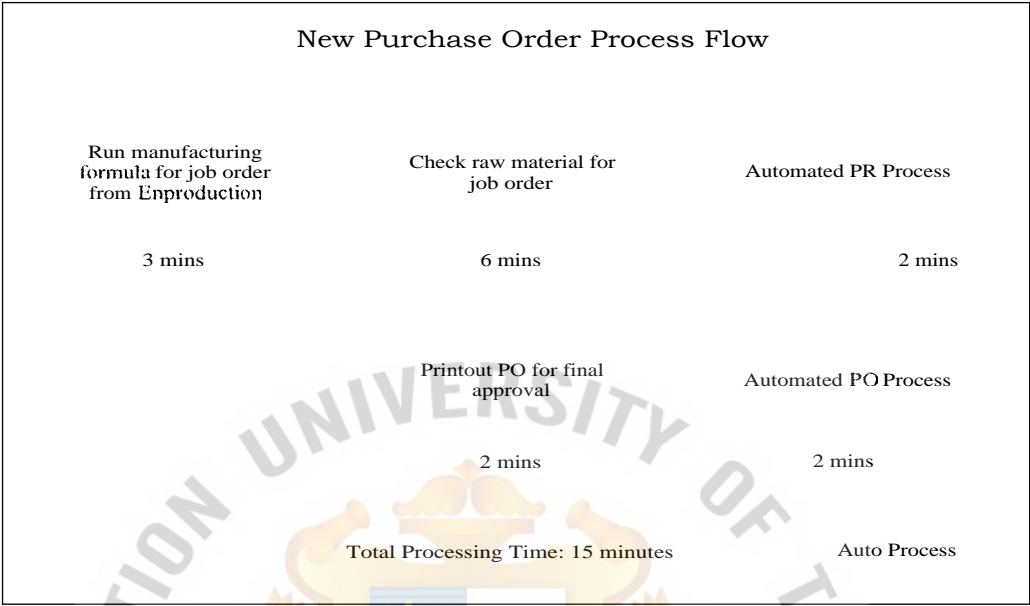 New Purchase Order Process Flow
Run manufacturing
formula for job order
from Enproduction
Check raw material for
job order
Automated PR Process
3 mins
6 mins
2 mins
Printout PO for final
approval
Automated PO Process
2 mins
2 mins
Total Processing Time: 15 minutes
Auto Process
UNIVERSITY OF